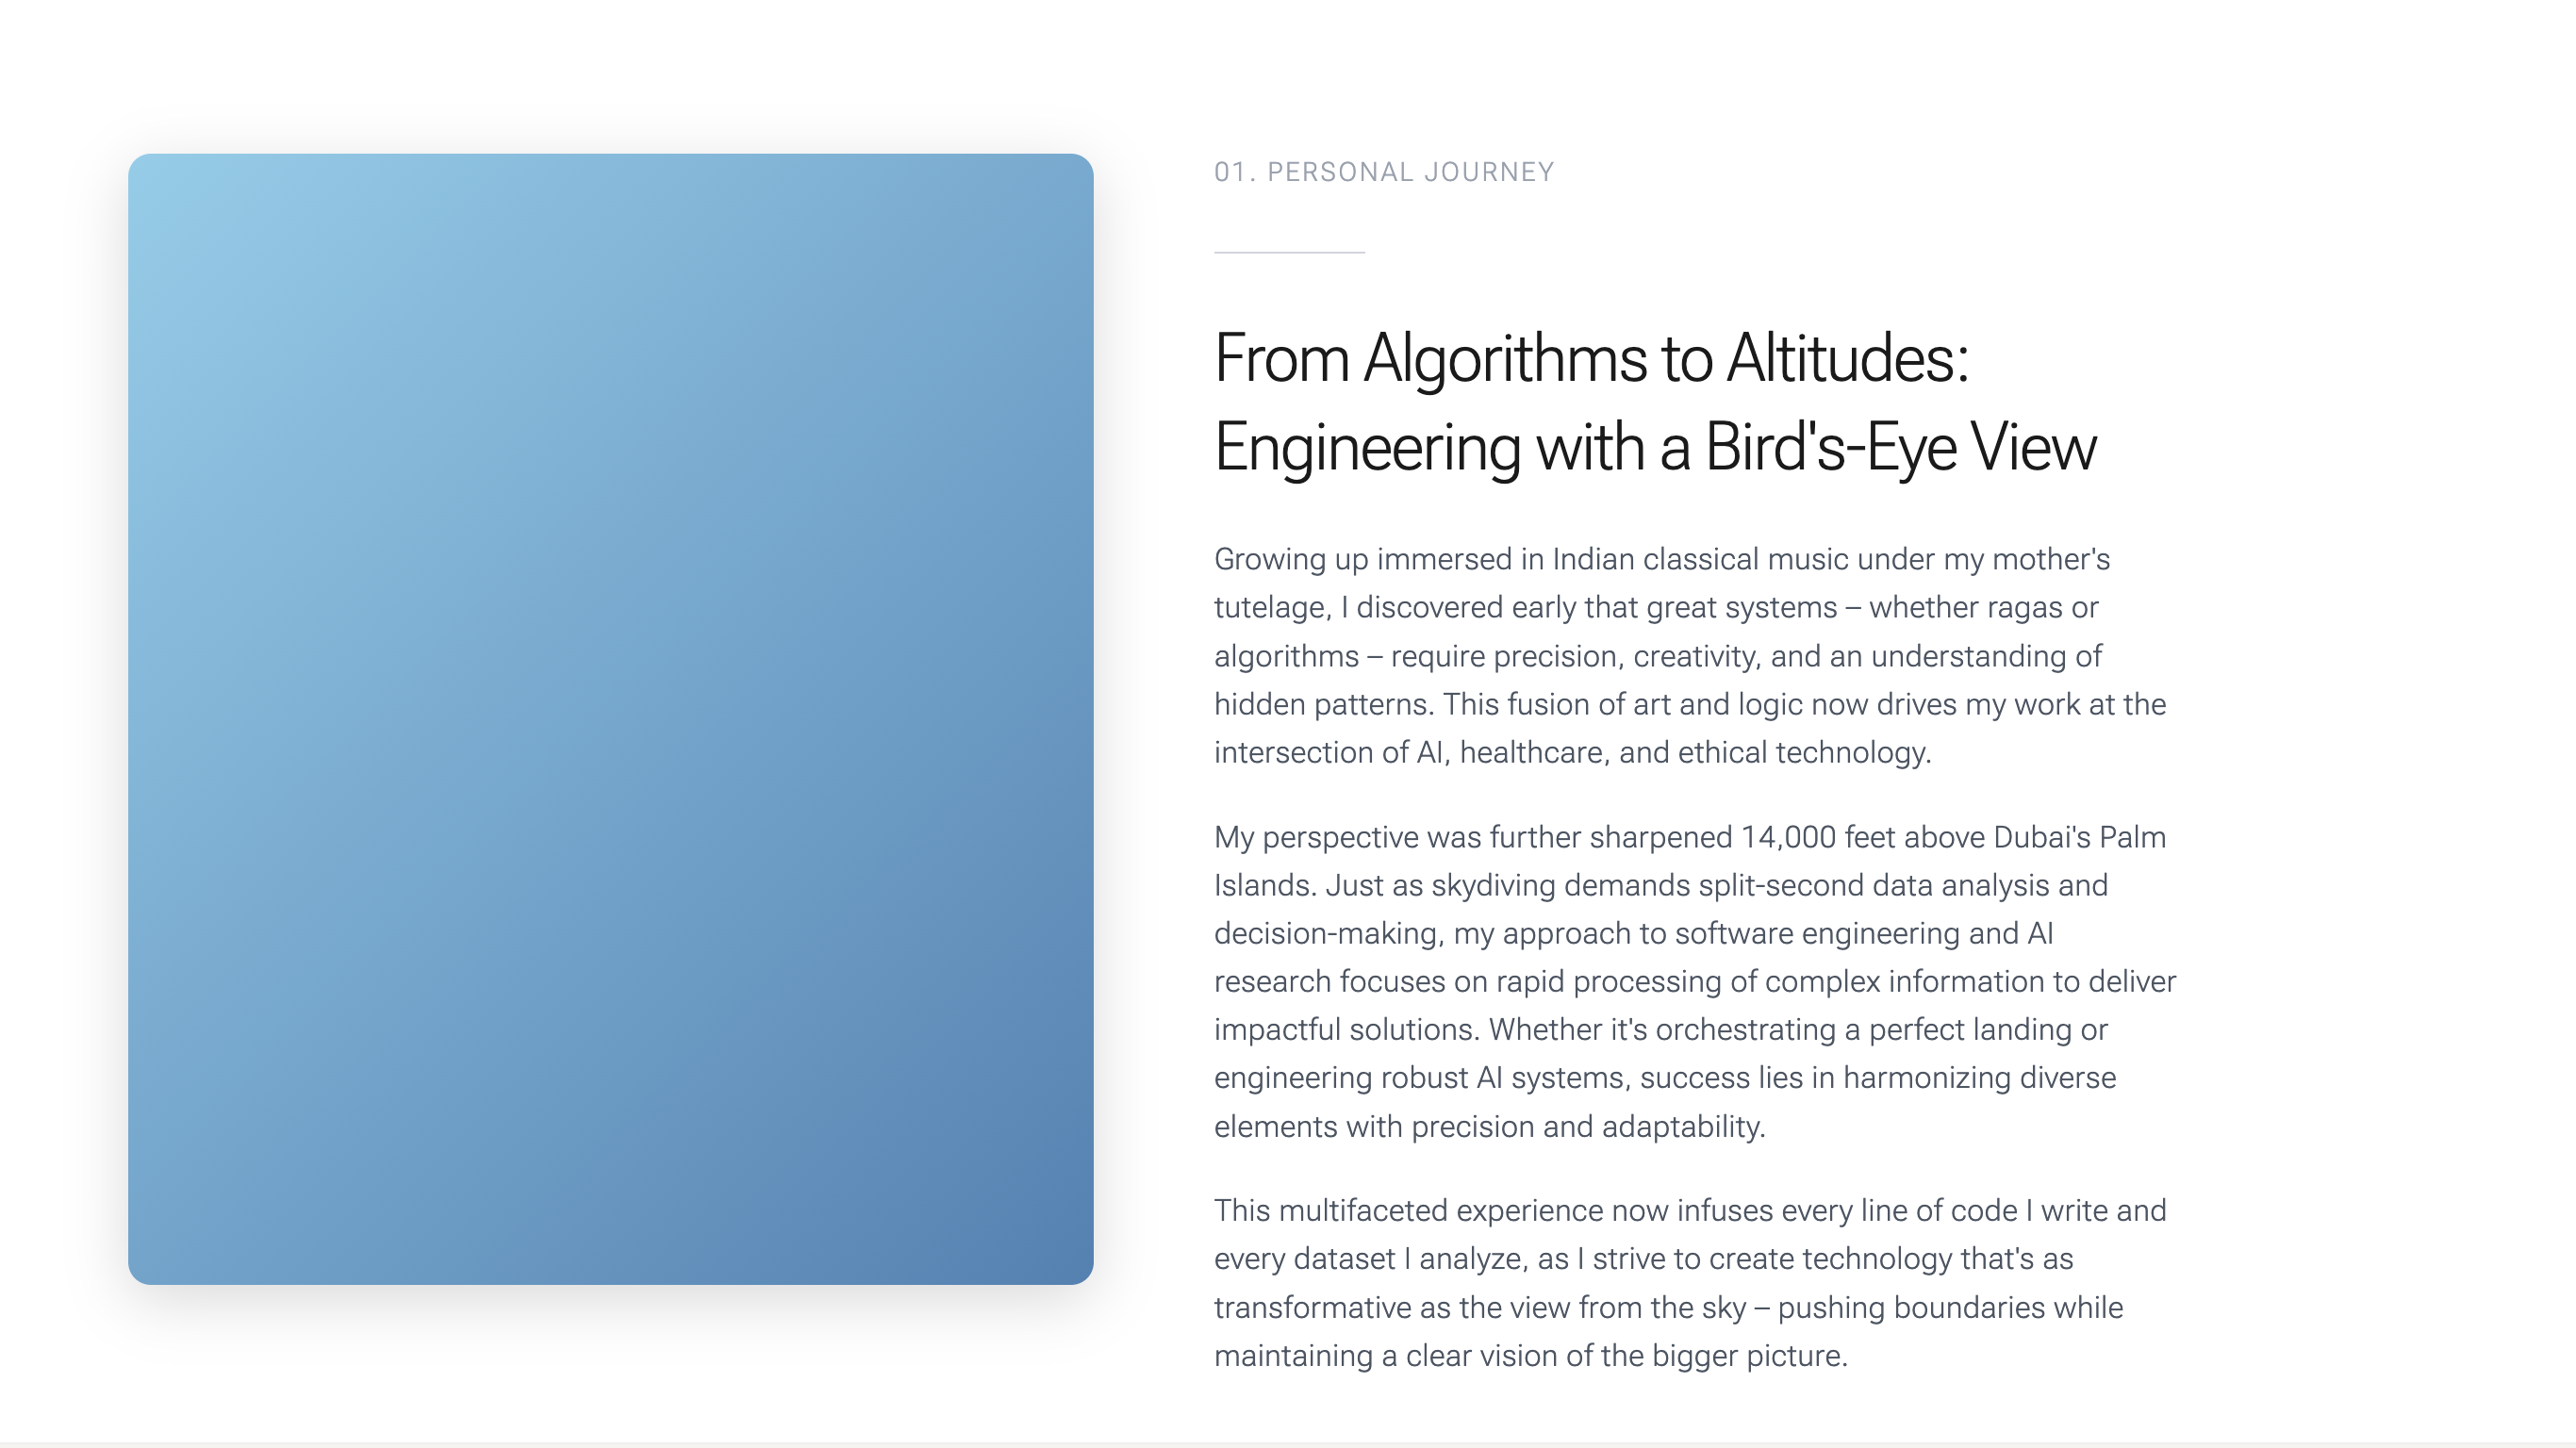 01. PERSONAL JOURNEY
From Algorithms to Altitudes:
Engineering with a Bird's-Eye View
Growing up immersed in Indian classical music under my mother's
tutelage, I discovered early that great systems – whether ragas or
algorithms – require precision, creativity, and an understanding of
hidden patterns. This fusion of art and logic now drives my work at the
intersection of AI, healthcare, and ethical technology.
My perspective was further sharpened 14,000 feet above Dubai's Palm
Islands. Just as skydiving demands split-second data analysis and
decision-making, my approach to software engineering and AI
research focuses on rapid processing of complex information to deliver
impactful solutions. Whether it's orchestrating a perfect landing or
engineering robust AI systems, success lies in harmonizing diverse
elements with precision and adaptability.
This multifaceted experience now infuses every line of code I write and
every dataset I analyze, as I strive to create technology that's as
transformative as the view from the sky – pushing boundaries while
maintaining a clear vision of the bigger picture.